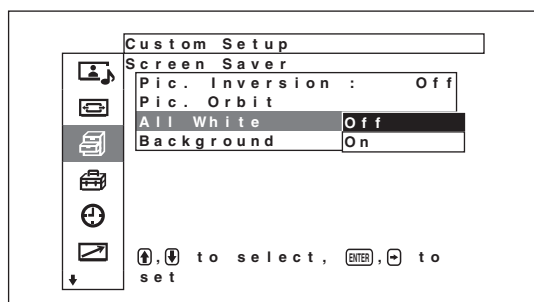 Custom Setup
Screen Saver
Pic. Inversion : Off
Pic. Orbit
All White Off
Background On
↑,↓ to select, ENTER,→ to
set